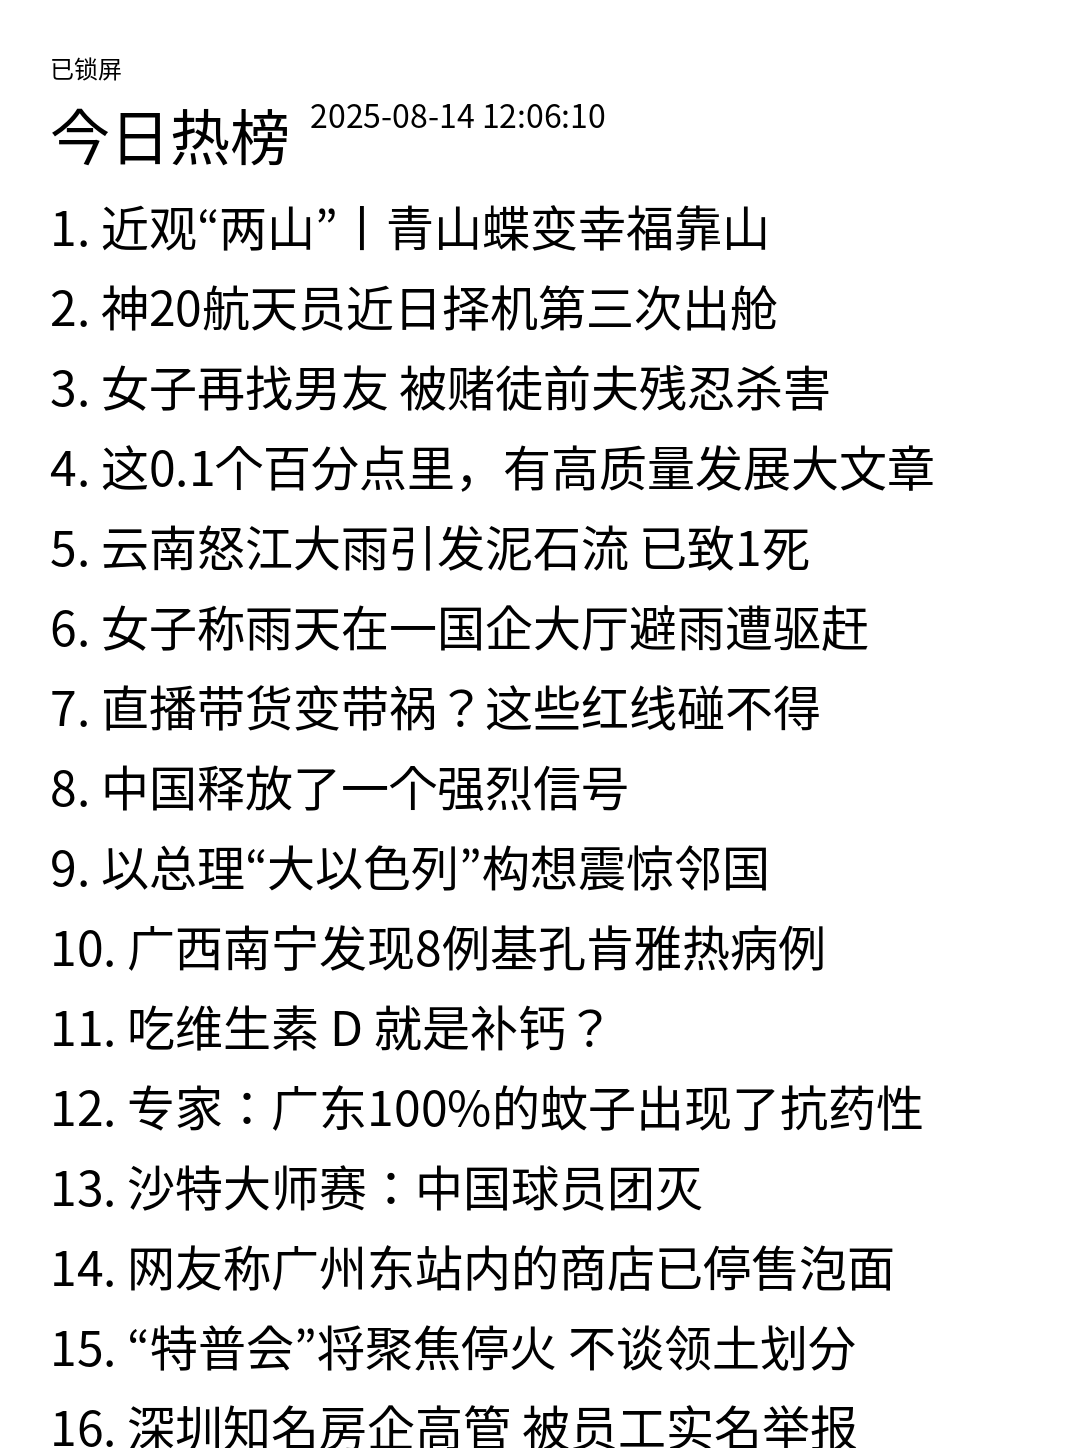 已锁屏
今日热榜 2025-08-14 12:06:10
1. 近观“两山”丨青山蝶变幸福靠山
2. 神20航天员近日择机第三次出舱
3. 女子再找男友 被赌徒前夫残忍杀害
4. 这0.1个百分点里，有高质量发展大文章
5. 云南怒江大雨引发泥石流 已致1死
6. 女子称雨天在一国企大厅避雨遭驱赶
7. 直播带货变带祸？这些红线碰不得
8. 中国释放了一个强烈信号
9. 以总理“大以色列”构想震惊邻国
10. 广西南宁发现8例基孔肯雅热病例
11. 吃维生素 D 就是补钙？
12. 专家：广东100%的蚊子出现了抗药性
13. 沙特大师赛：中国球员团灭
14. 网友称广州东站内的商店已停售泡面
15. “特普会”将聚焦停火 不谈领土划分
16. 深圳知名房企高管 被员工实名举报